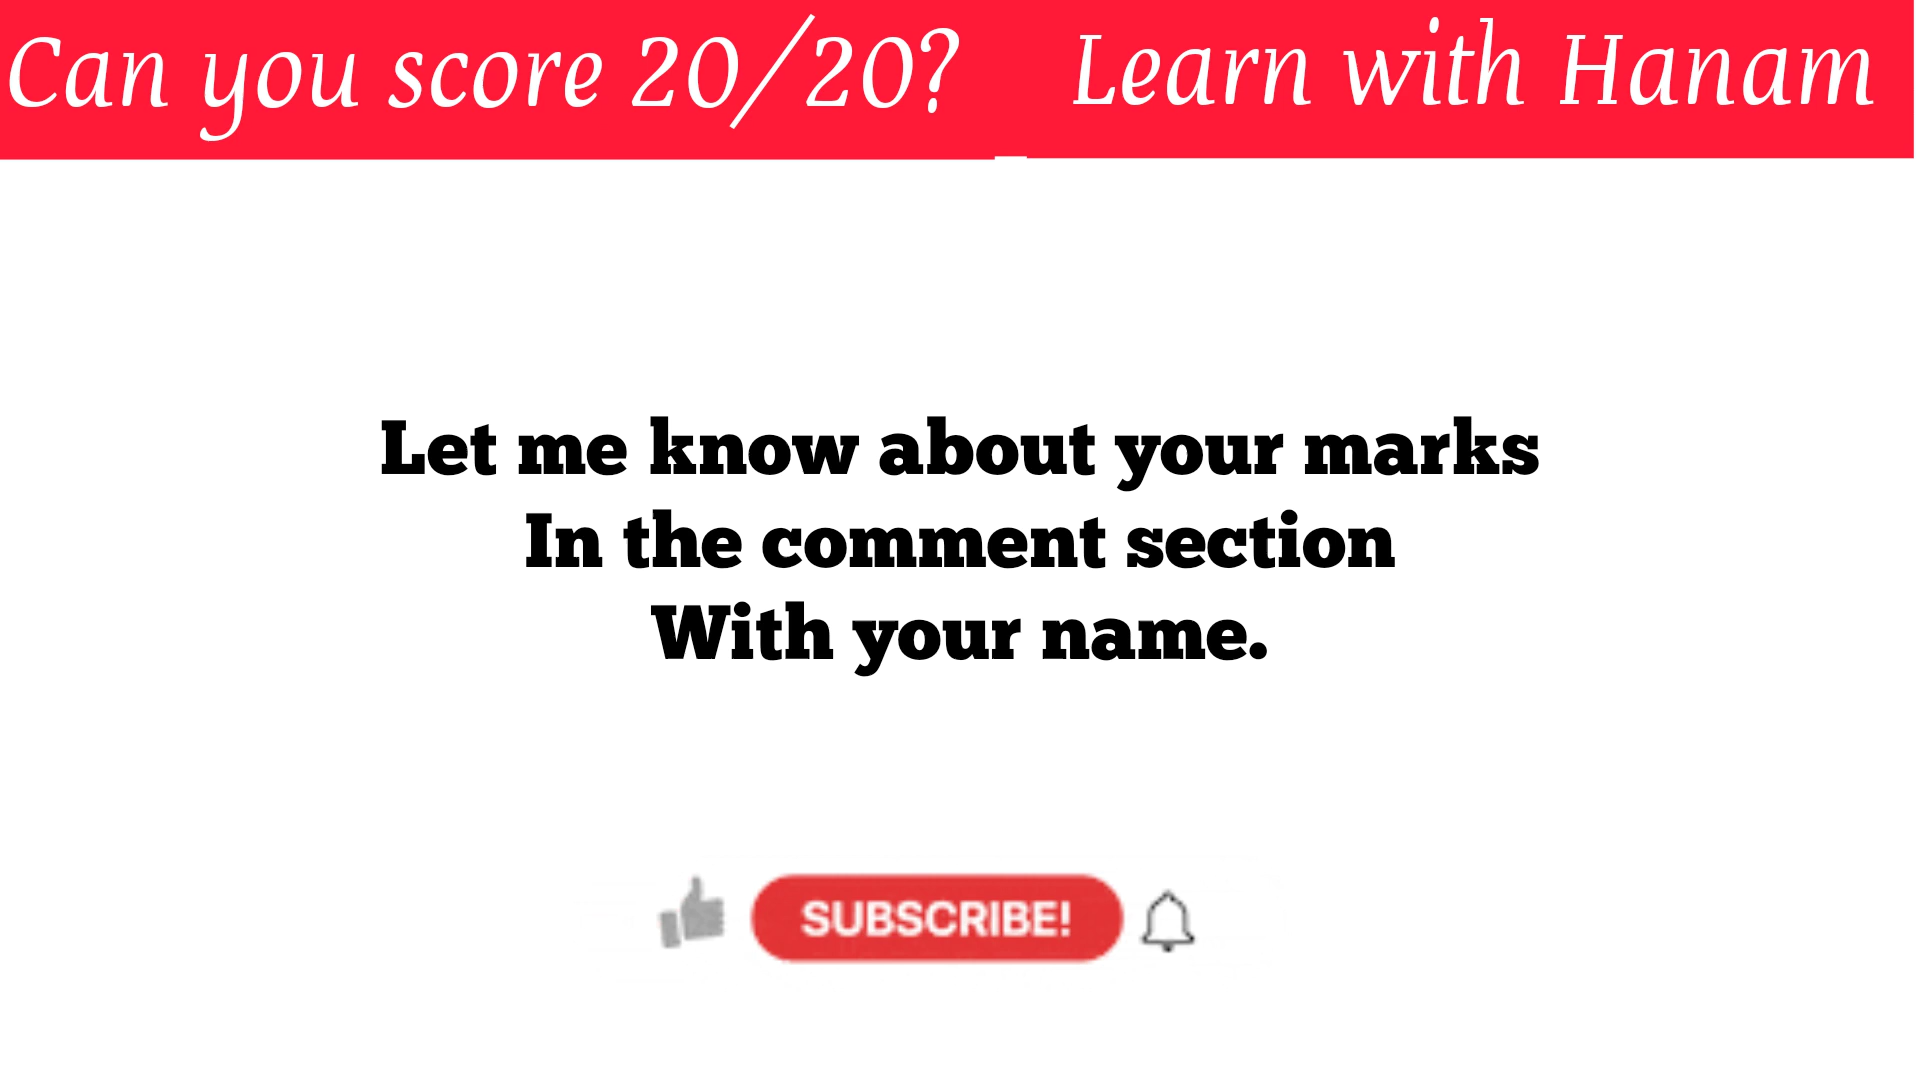 Can you score 20/20? Learn with Hanam
Let me know about your marks
In the comment section
With your name.
SUBSCRIBE!